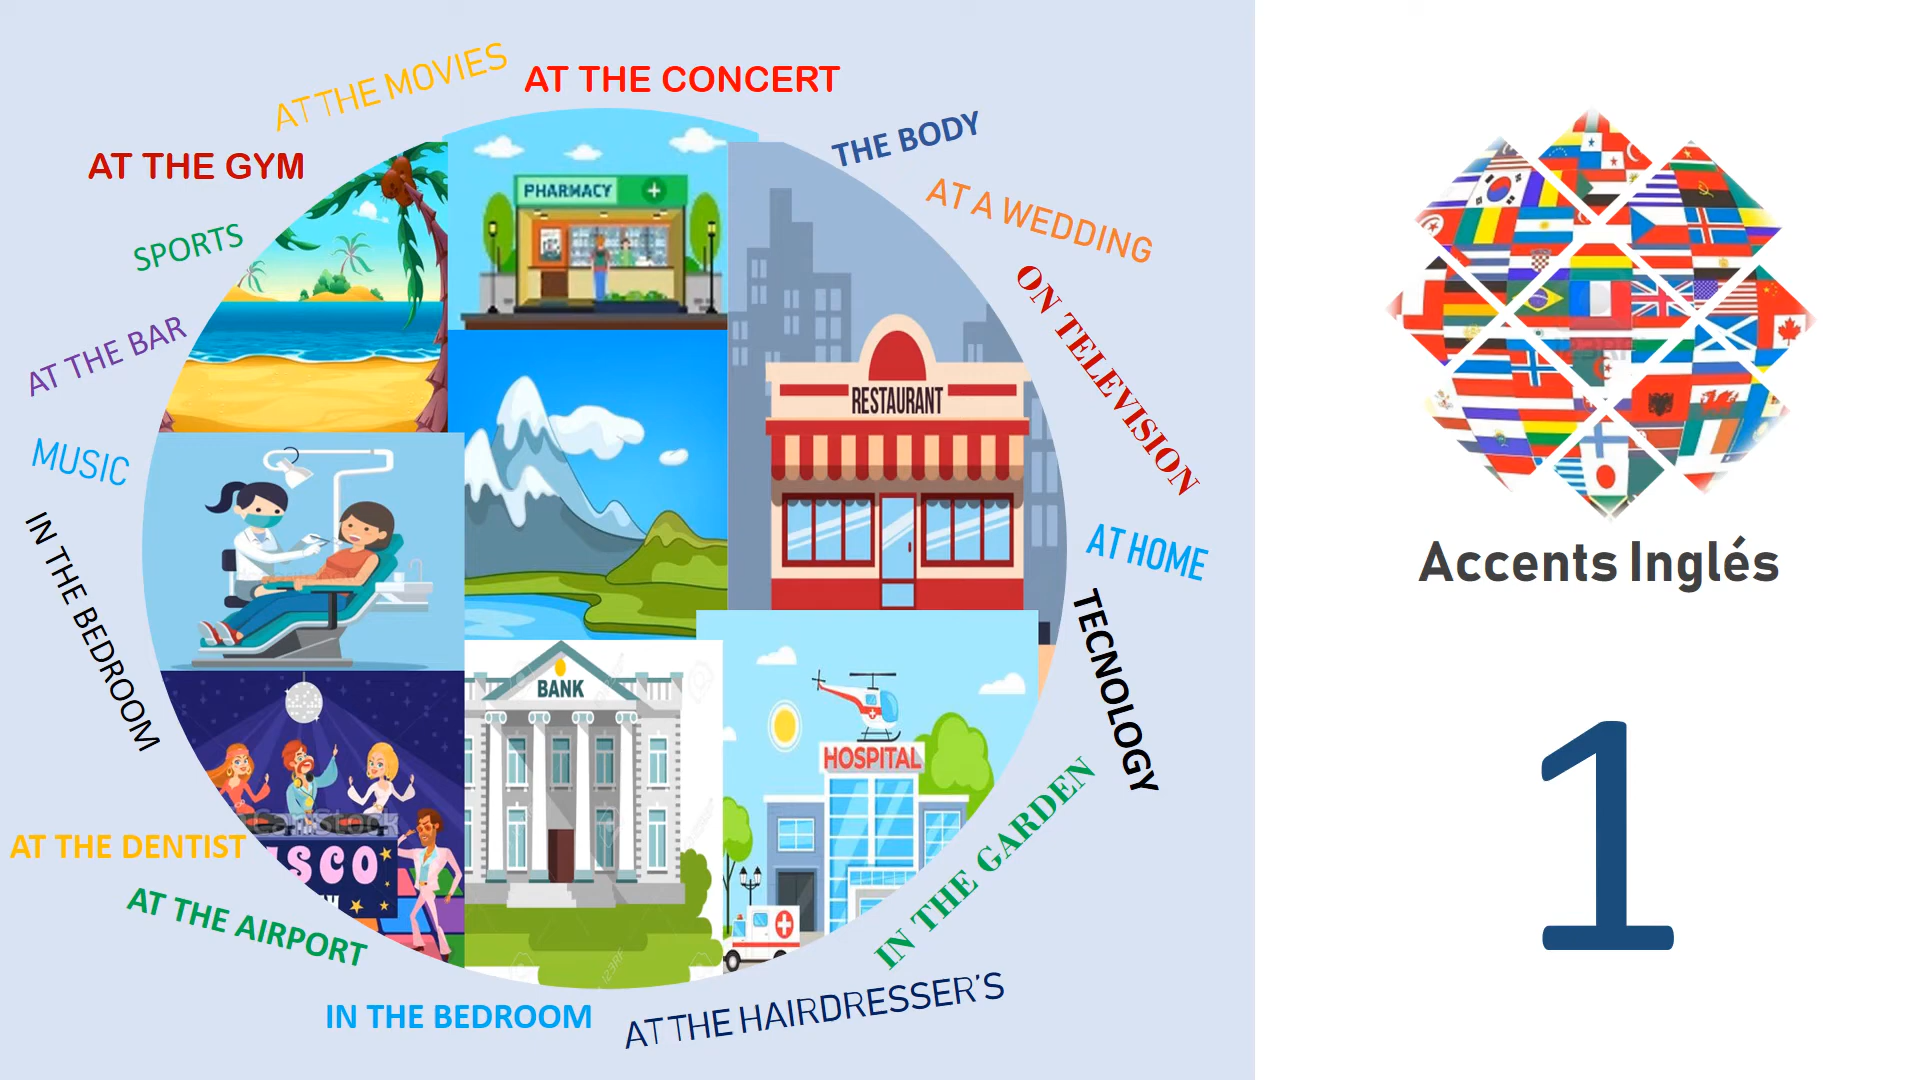 AT THE MOVIES
AT THE CONCERT
THE BODY
AT THE GYM
AT A WEDDING
SPORTS
ON TELEVISION
AT THE BAR
MUSIC
IN THE BEDROOM
AT HOME
TECNOLOGY
AT THE DENTIST
AT THE AIRPORT
IN THE GARDEN
IN THE BEDROOM
AT THE HAIRDRESSER'S
PHARMACY
RESTAURANT
BANK
HOSPITAL
ISCO
Accents Inglés
1